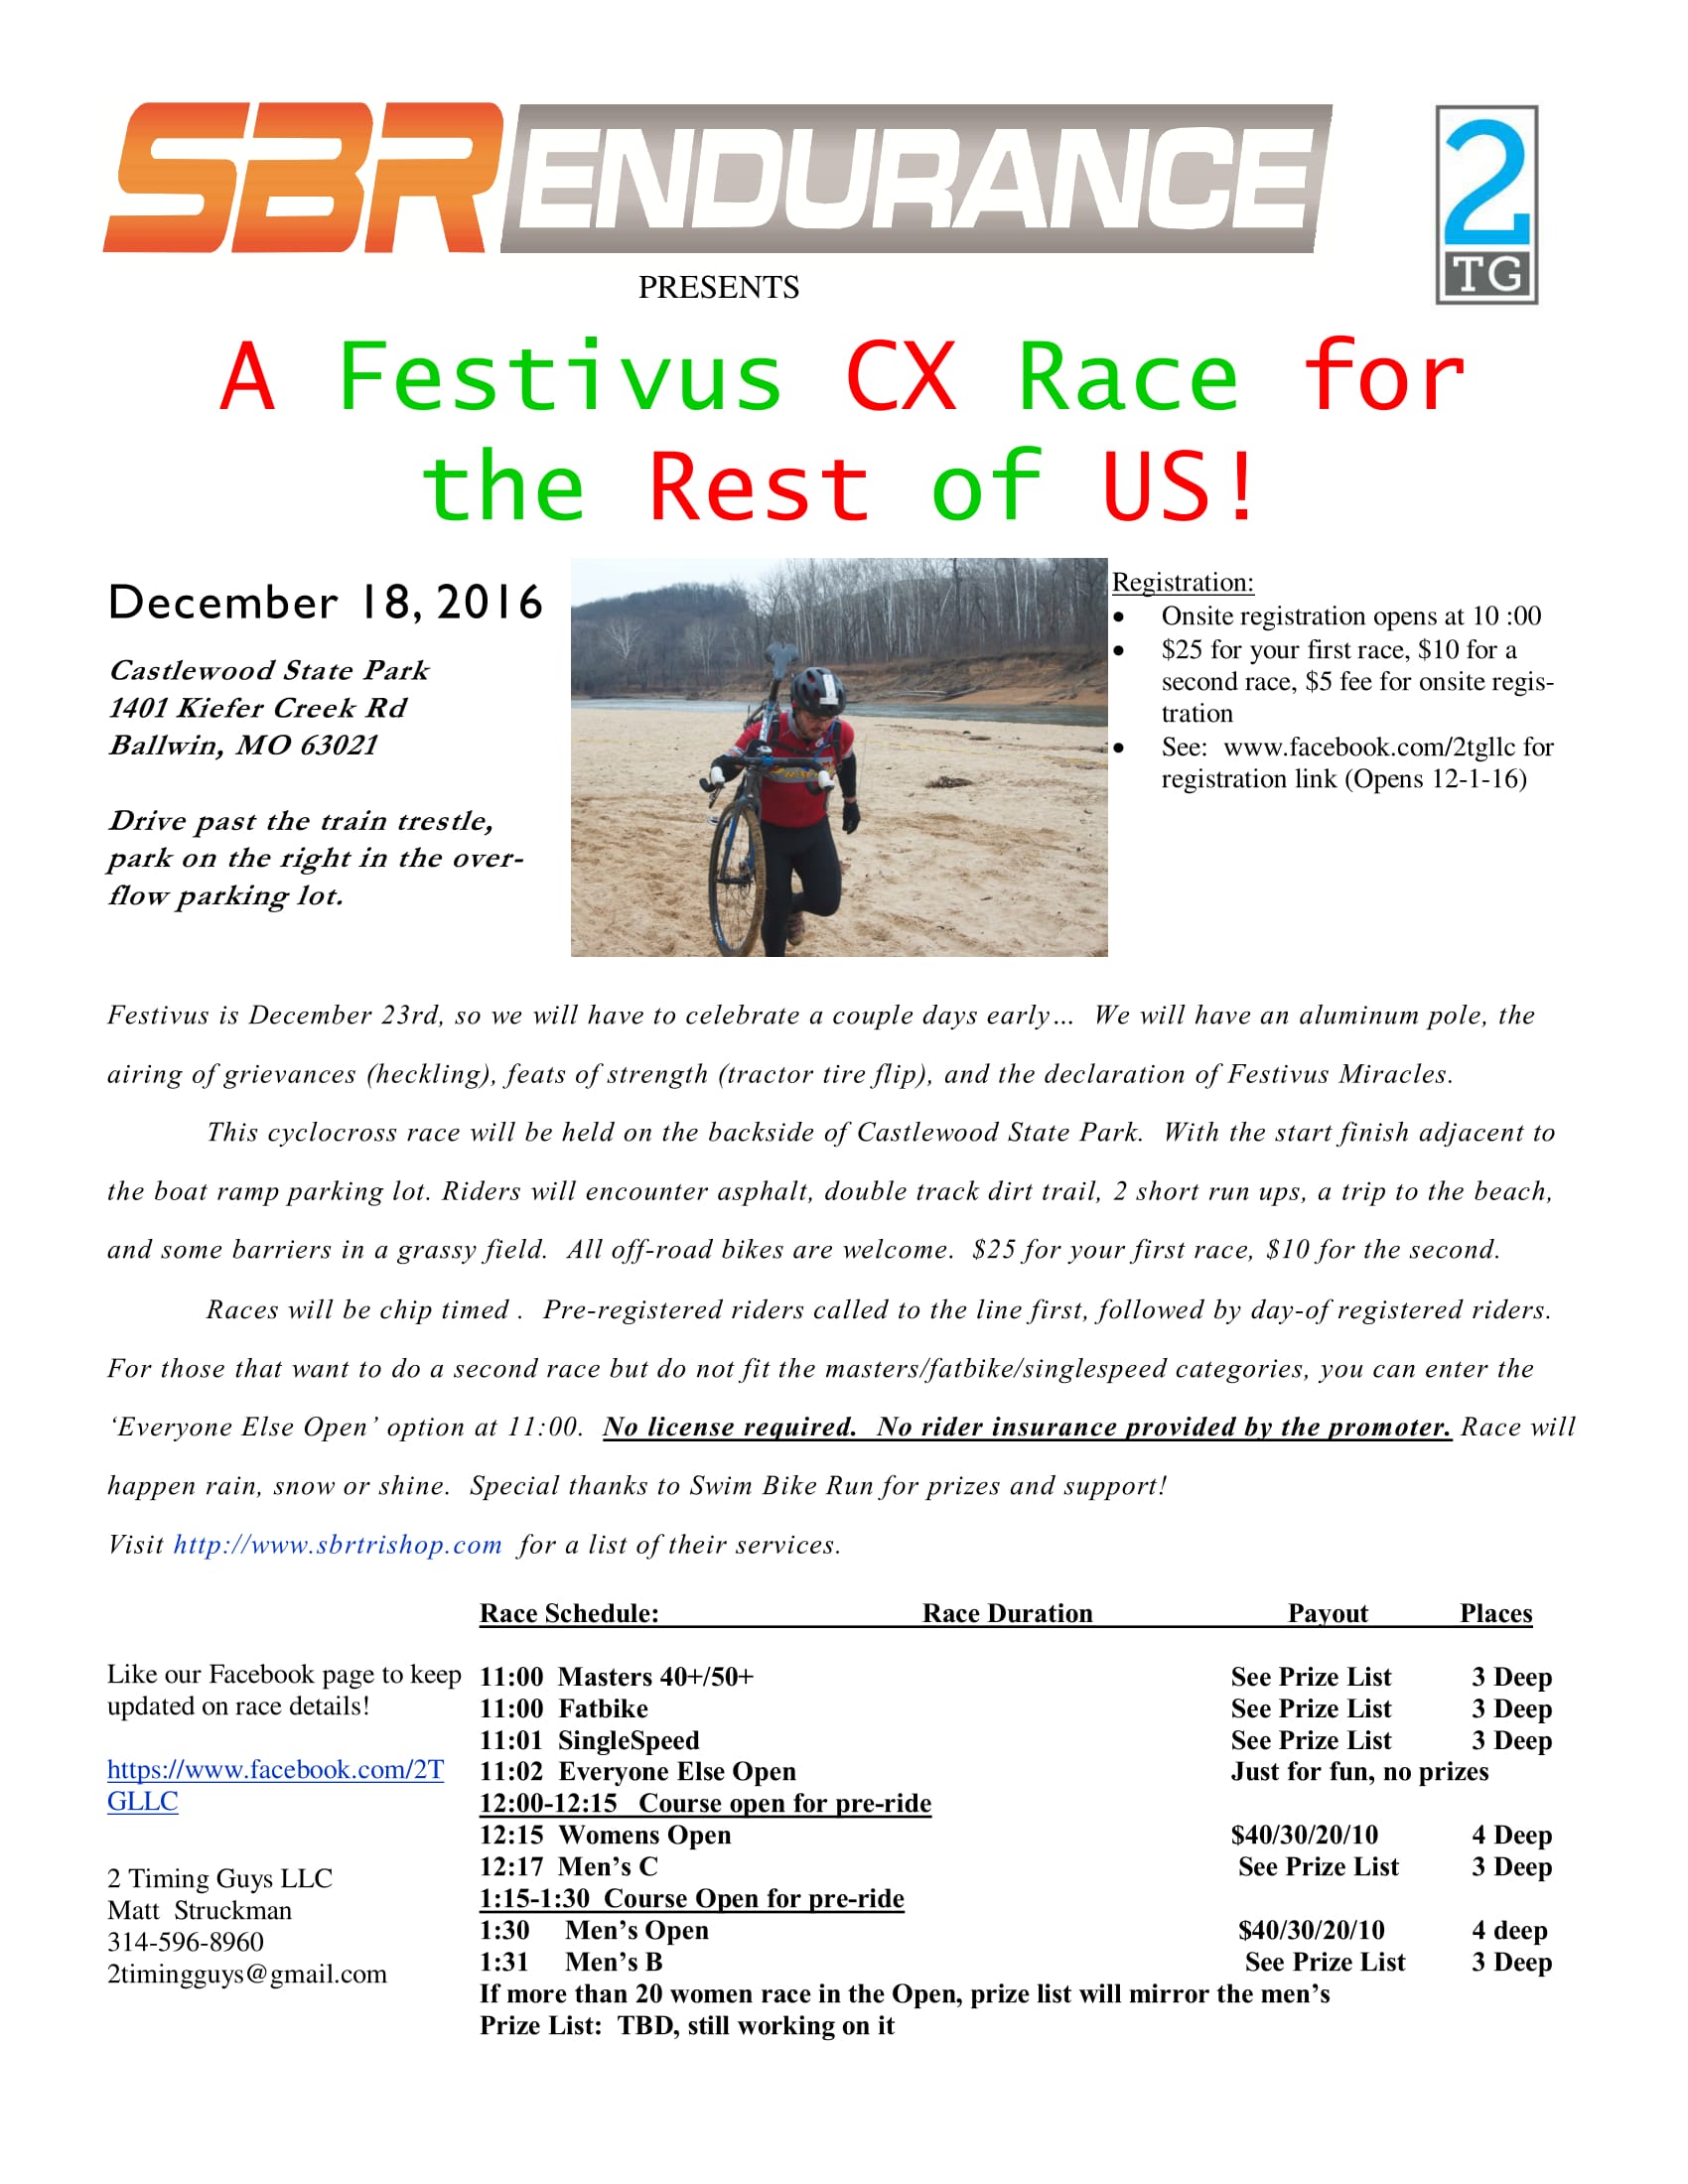 SBR ENDURANCE
2
TG
PRESENTS
A Festivus CX Race for
the Rest of US!
December 18, 2016
Castlewood State Park
1401 Kiefer Creek Rd
Ballwin, MO 63021
Drive past the train trestle,
park on the right in the over-
flow parking lot.
Registration:
• Onsite registration opens at 10 :00
• $25 for your first race, $10 for a
second race, $5 fee for onsite regis-
tration
• See:  www.facebook.com/2tgllc for
registration link (Opens 12-1-16)
Festivus is December 23rd, so we will have to celebrate a couple days early…  We will have an aluminum pole, the
airing of grievances (heckling), feats of strength (tractor tire flip), and the declaration of Festivus Miracles.
This cyclocross race will be held on the backside of Castlewood State Park.  With the start finish adjacent to
the boat ramp parking lot. Riders will encounter asphalt, double track dirt trail, 2 short run ups, a trip to the beach,
and some barriers in a grassy field.  All off-road bikes are welcome.  $25 for your first race, $10 for the second.
Races will be chip timed .  Pre-registered riders called to the line first, followed by day-of registered riders.
For those that want to do a second race but do not fit the masters/fatbike/singlespeed categories, you can enter the
‘Everyone Else Open’ option at 11:00.  No license required.  No rider insurance provided by the promoter. Race will
happen rain, snow or shine.  Special thanks to Swim Bike Run for prizes and support!
Visit http://www.sbrtrishop.com  for a list of their services.
Like our Facebook page to keep
updated on race details!
https://www.facebook.com/2T
GLLC
2 Timing Guys LLC
Matt  Struckman
314-596-8960
2timingguys@gmail.com
Race Schedule: Race Duration Payout Places
11:00  Masters 40+/50+ See Prize List 3 Deep
11:00  Fatbike See Prize List 3 Deep
11:01  SingleSpeed See Prize List 3 Deep
11:02  Everyone Else Open Just for fun, no prizes
12:00-12:15   Course open for pre-ride
12:15  Womens Open $40/30/20/10 4 Deep
12:17  Men’s C See Prize List 3 Deep
1:15-1:30  Course Open for pre-ride
1:30 Men’s Open $40/30/20/10 4 deep
1:31 Men’s B See Prize List 3 Deep
If more than 20 women race in the Open, prize list will mirror the men’s
Prize List:  TBD, still working on it